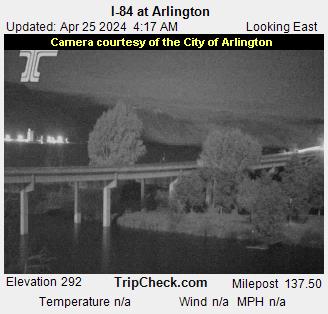 I-84 at Arlington
Updated: Apr 25 2024 4:17 AM Looking East
Camera courtesy of the City of Arlington
Elevation 292 TripCheck.com Milepost 137.50
Temperature n/a Wind n/a MPH n/a